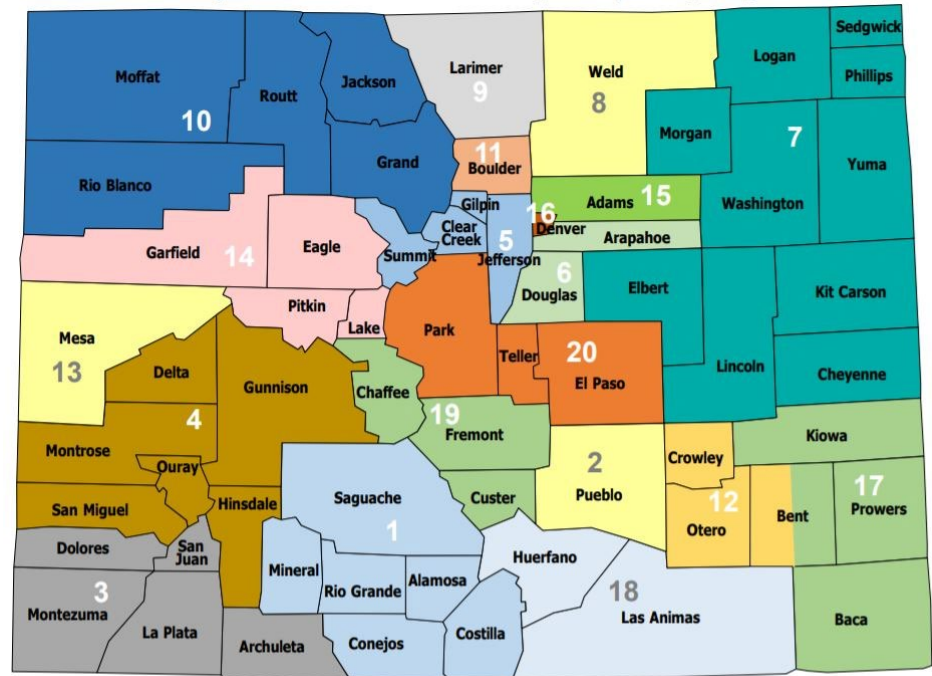 Sedgwick
Logan
Moffat
Jackson
Larimer
Weld
Phillips
Routt
9
8
10
Morgan
7
11
Grand
Boulder
Yuma
Rio Blanco
Gilpin
Adams
15
Washington
16
Denver
Clear
Creek
5
Arapahoe
Garfield
14
Eagle
Summit
Jefferson
6
Elbert
Kit Carson
Douglas
Pitkin
Lake
Park
Mesa
Teller
20
Lincoln
13
Delta
Gunnison
Chaffee
El Paso
Cheyenne
4
19
Fremont
Kiowa
Montrose
Ouray
2
Crowley
Pueblo
17
San Miguel
Hinsdale
Saguache
Custer
12
Otero
Bent
Prowers
1
Dolores
San
Juan
Huerfano
Mineral
Rio Grande
Alamosa
3
18
Montezuma
La Plata
Las Animas
Baca
Archuleta
Conejos
Costilla